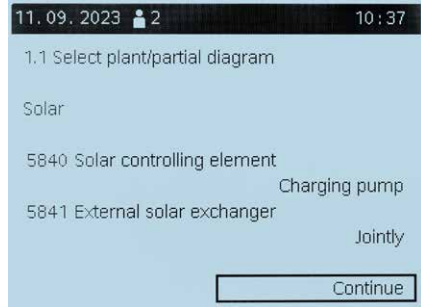 11.09.2023 2 10:37
1.1 Select plant/partial diagram
Solar
5840 Solar controlling element
Charging pump
5841 External solar exchanger
Jointly
Continue